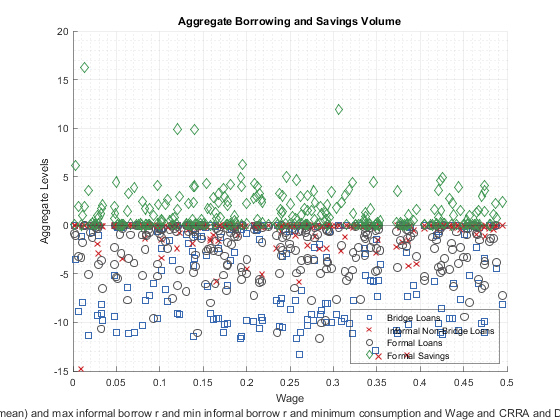 Aggregate Borrowing and Savings Volume
20
15
10
5
0
-5
-10
-15
Aggregate Levels
0
0.05
0.1
0.15
0.2
0.25
0.3
0.35
0.4
0.45
0.5
Wage
Bridge Loans
Informal Non-Bridge Loans
Formal Loans
Formal Savings
mean) and max informal borrow r and min informal borrow r and minimum consumption and Wage and CRRA and